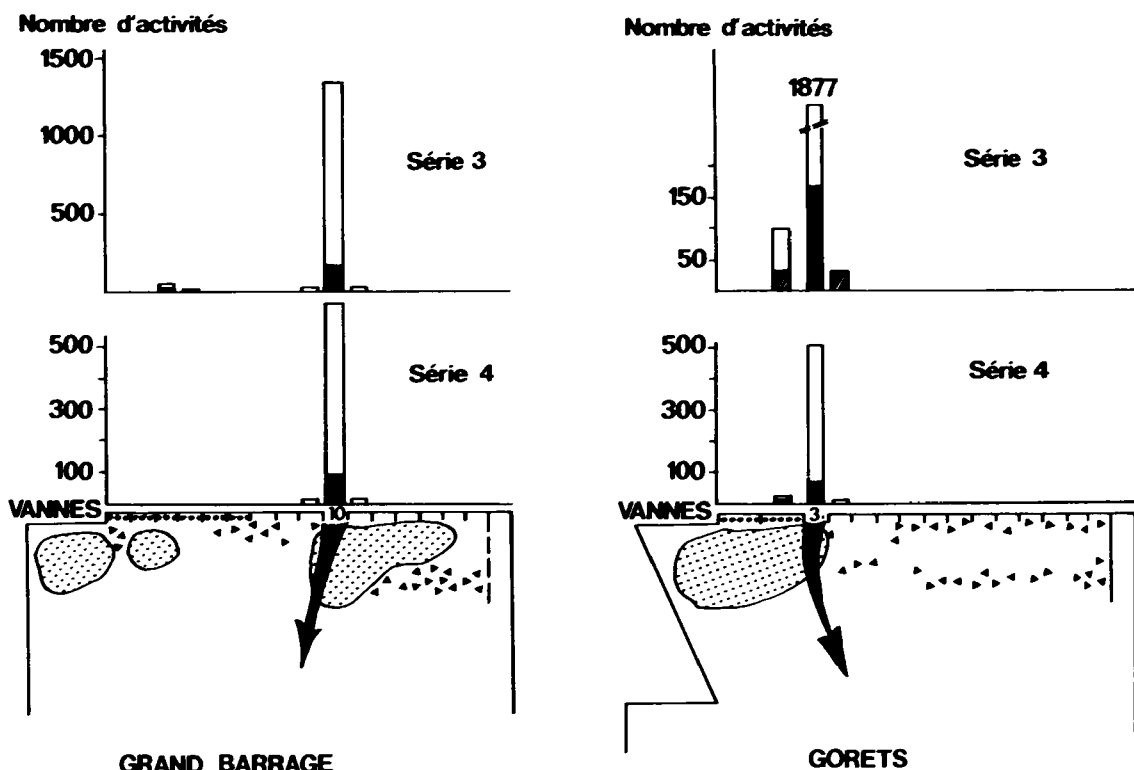 Nombre d'activités
1500
1000
500
Série 3
500
300
100
Série 4
VANNES
10
GRAND BARRAGE
Nombre d'activités
1877
150
50
Série 3
500
300
100
Série 4
VANNES
3
GORETS